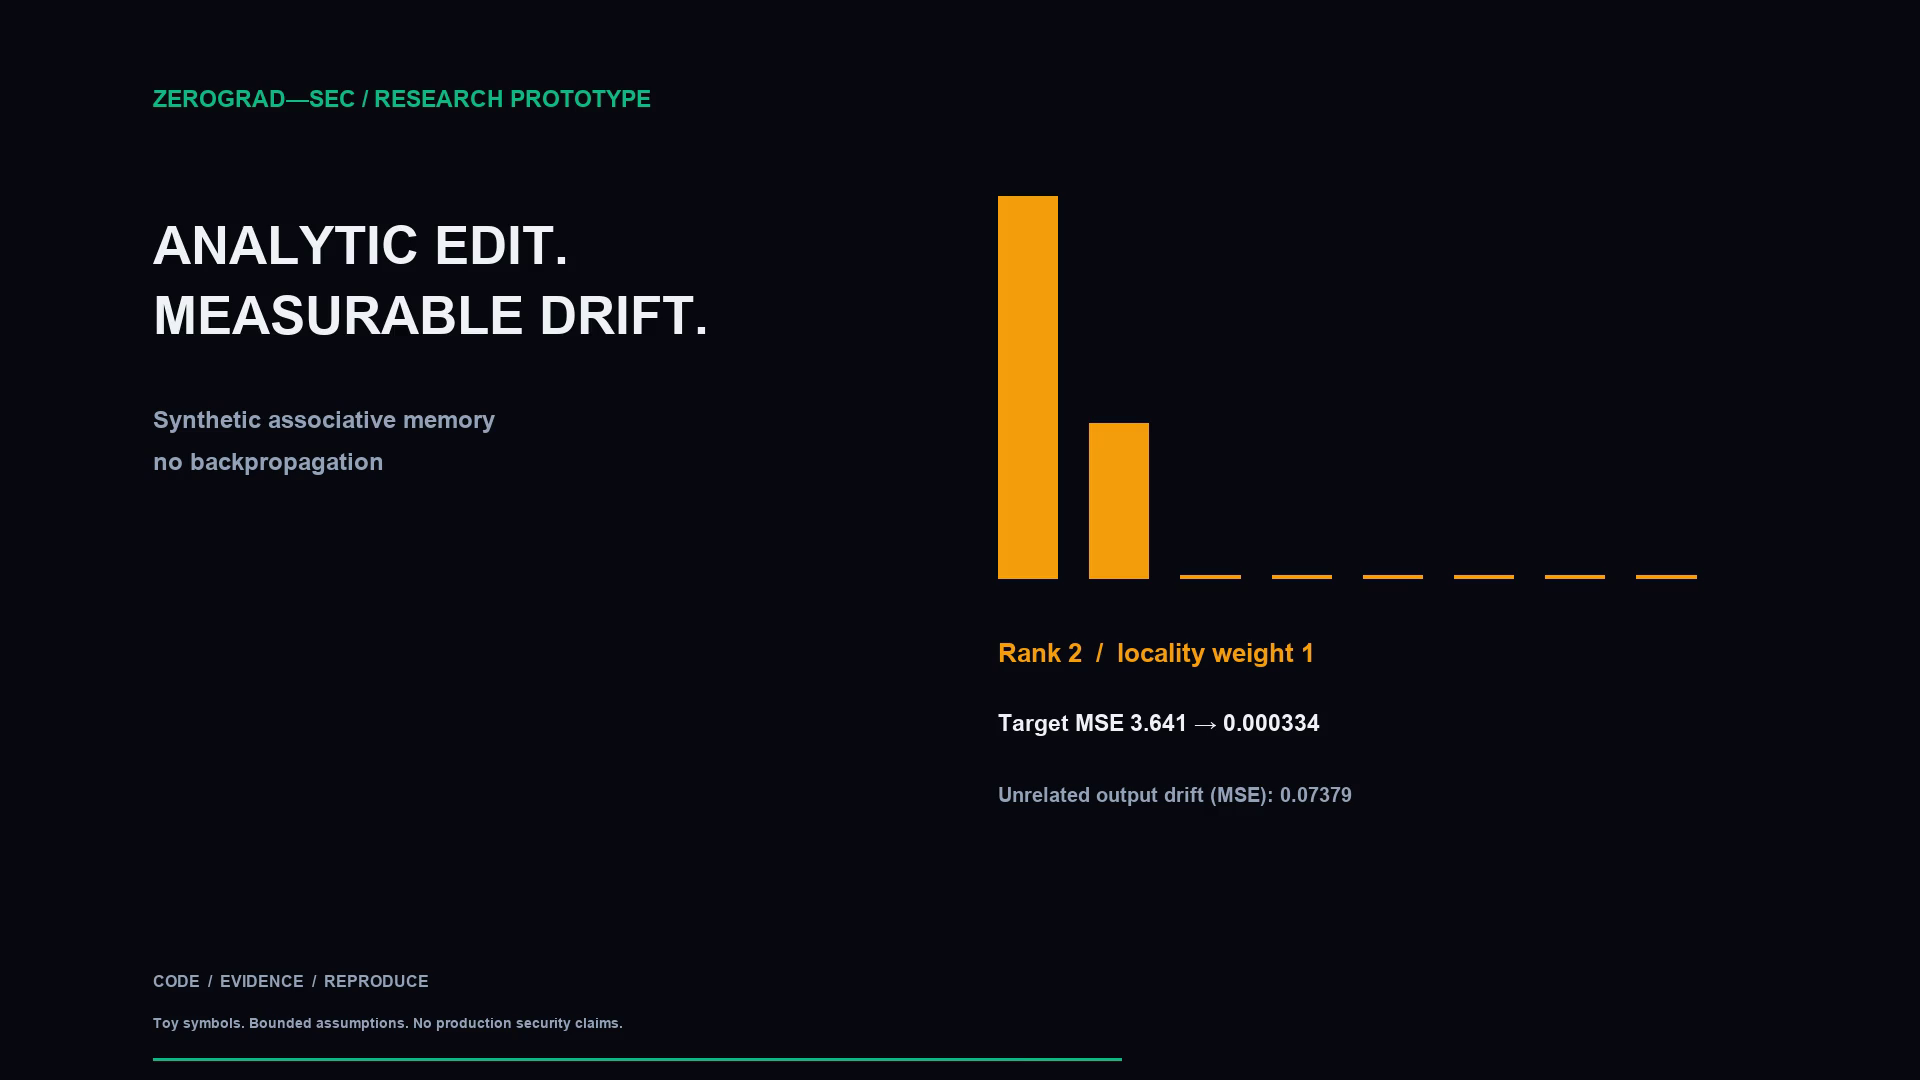 ZEROGRAD—SEC / RESEARCH PROTOTYPE
ANALYTIC EDIT.
MEASURABLE DRIFT.
Synthetic associative memory
no backpropagation
Rank 2 / locality weight 1
Target MSE 3.641 → 0.000334
Unrelated output drift (MSE): 0.07379
CODE / EVIDENCE / REPRODUCE
Toy symbols. Bounded assumptions. No production security claims.